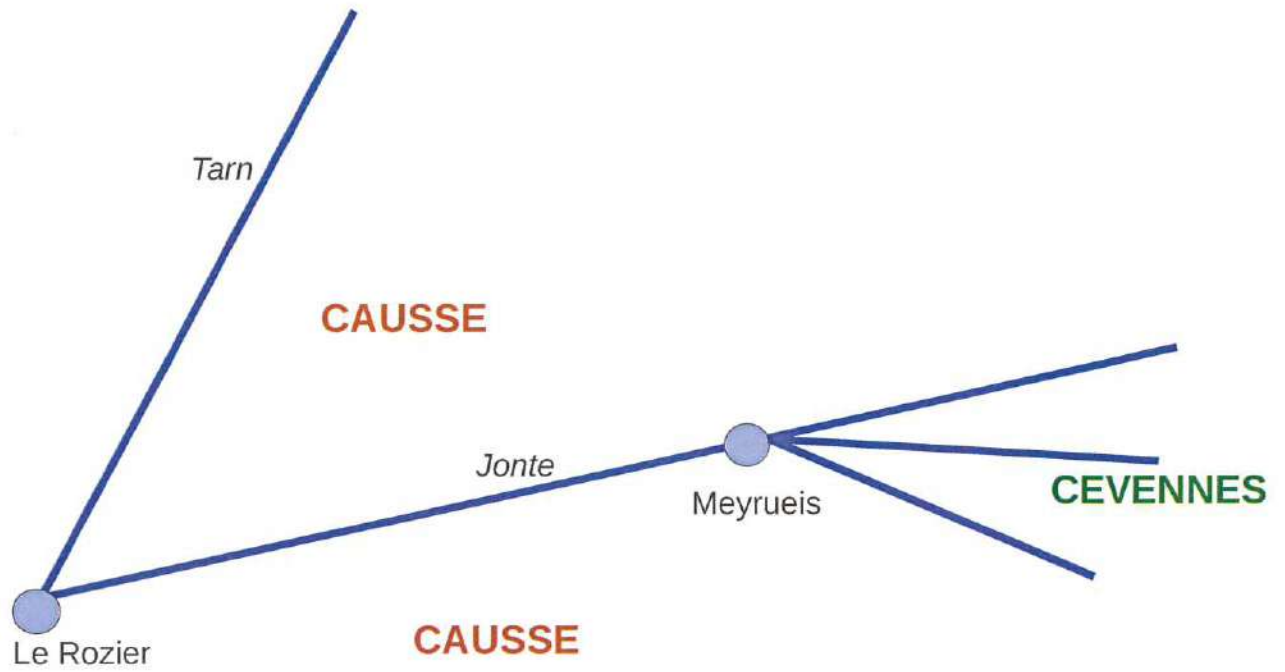 Tarn
CAUSSE
Jonte
Meyrueis
CEVENNES
Le Rozier
CAUSSE